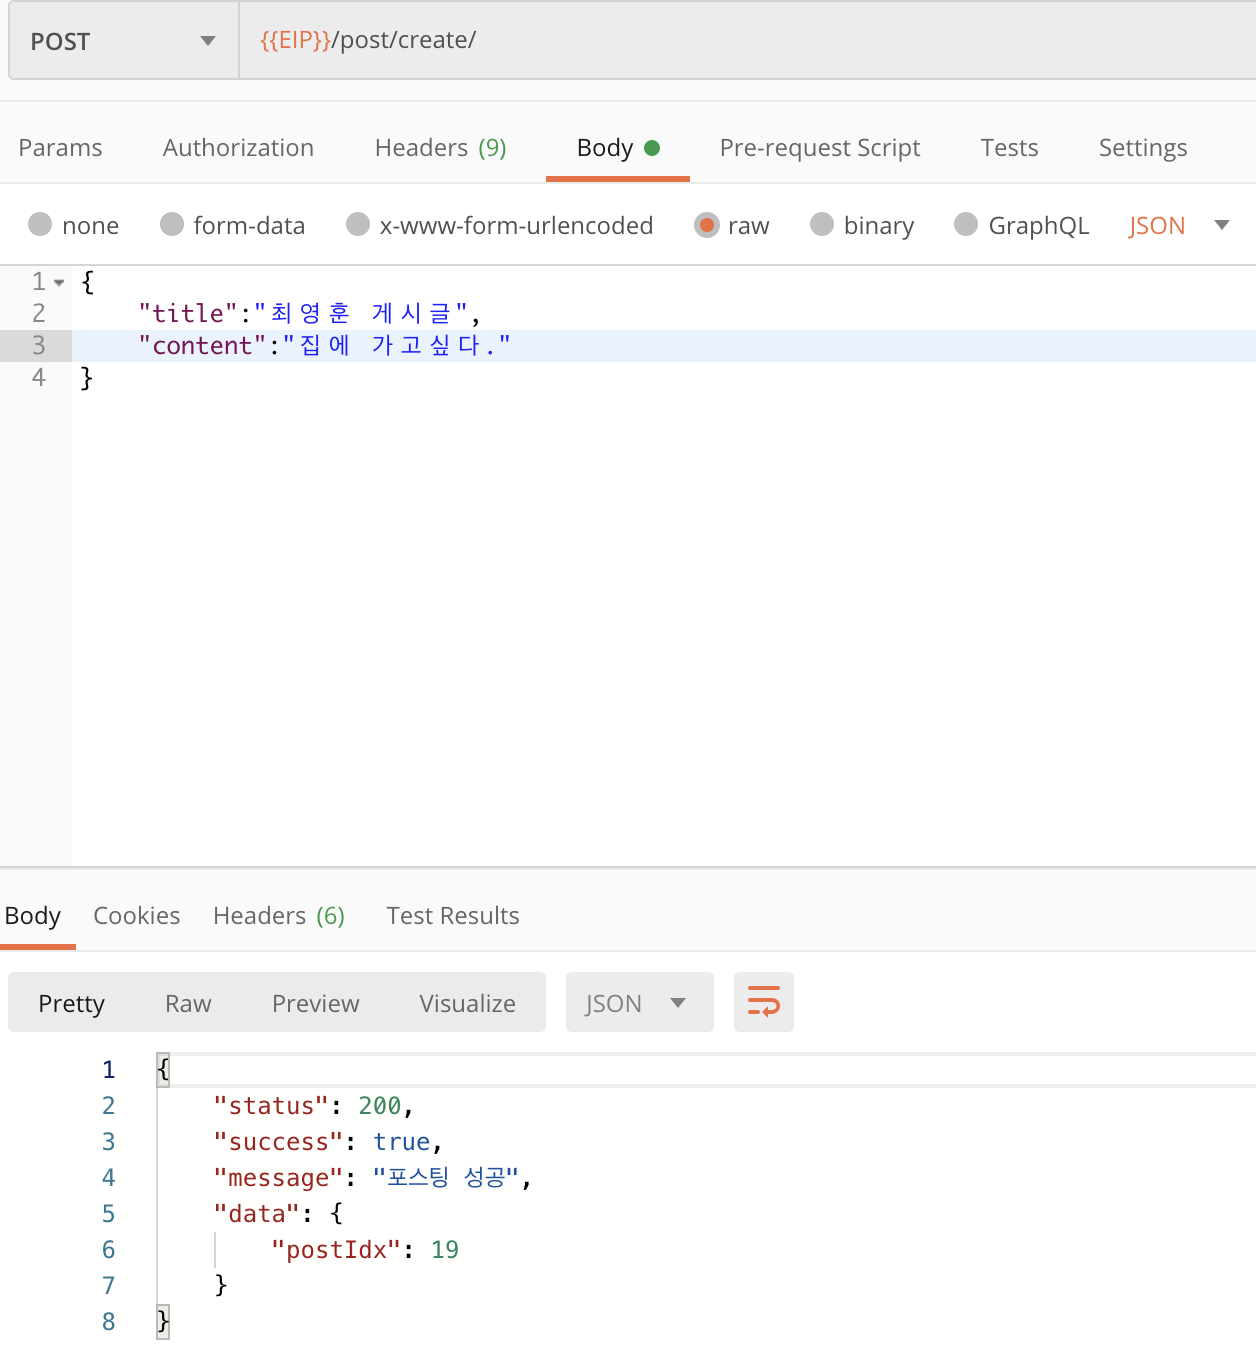 POST {{EIP}}/post/create/
Params Authorization Headers (9) Body Pre-request Script Tests Settings
none form-data x-www-form-urlencoded raw binary GraphQL JSON
1 {
2 "title":"최영훈 게시글",
3 "content":"집에 가고싶다."
4 }
Body Cookies Headers (6) Test Results
Pretty Raw Preview Visualize JSON
1 {
2 "status": 200,
3 "success": true,
4 "message": "포스팅 성공",
5 "data": {
6 "postIdx": 19
7 }
8 }